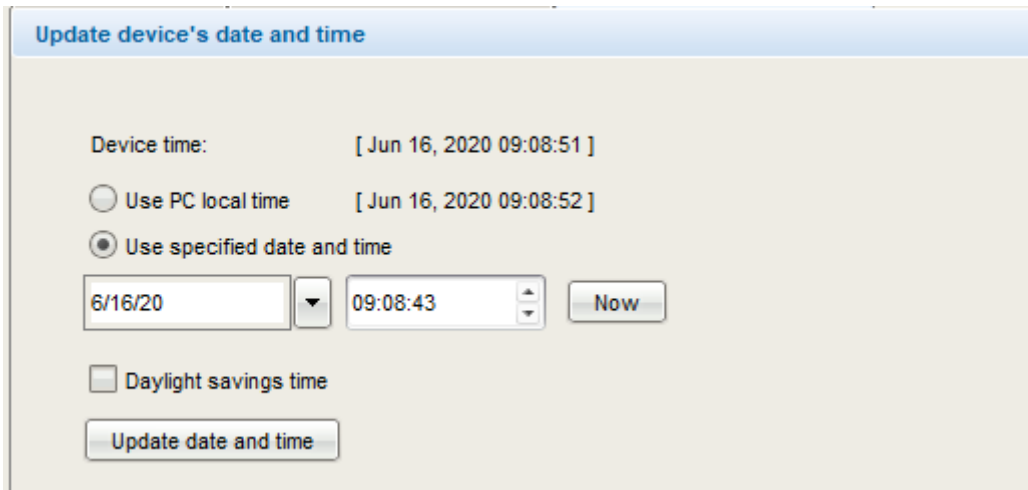 Update device's date and time
Device time: [ Jun 16, 2020 09:08:51 ]
Use PC local time [ Jun 16, 2020 09:08:52 ]
Use specified date and time
6/16/20 09:08:43 Now
Daylight savings time
Update date and time